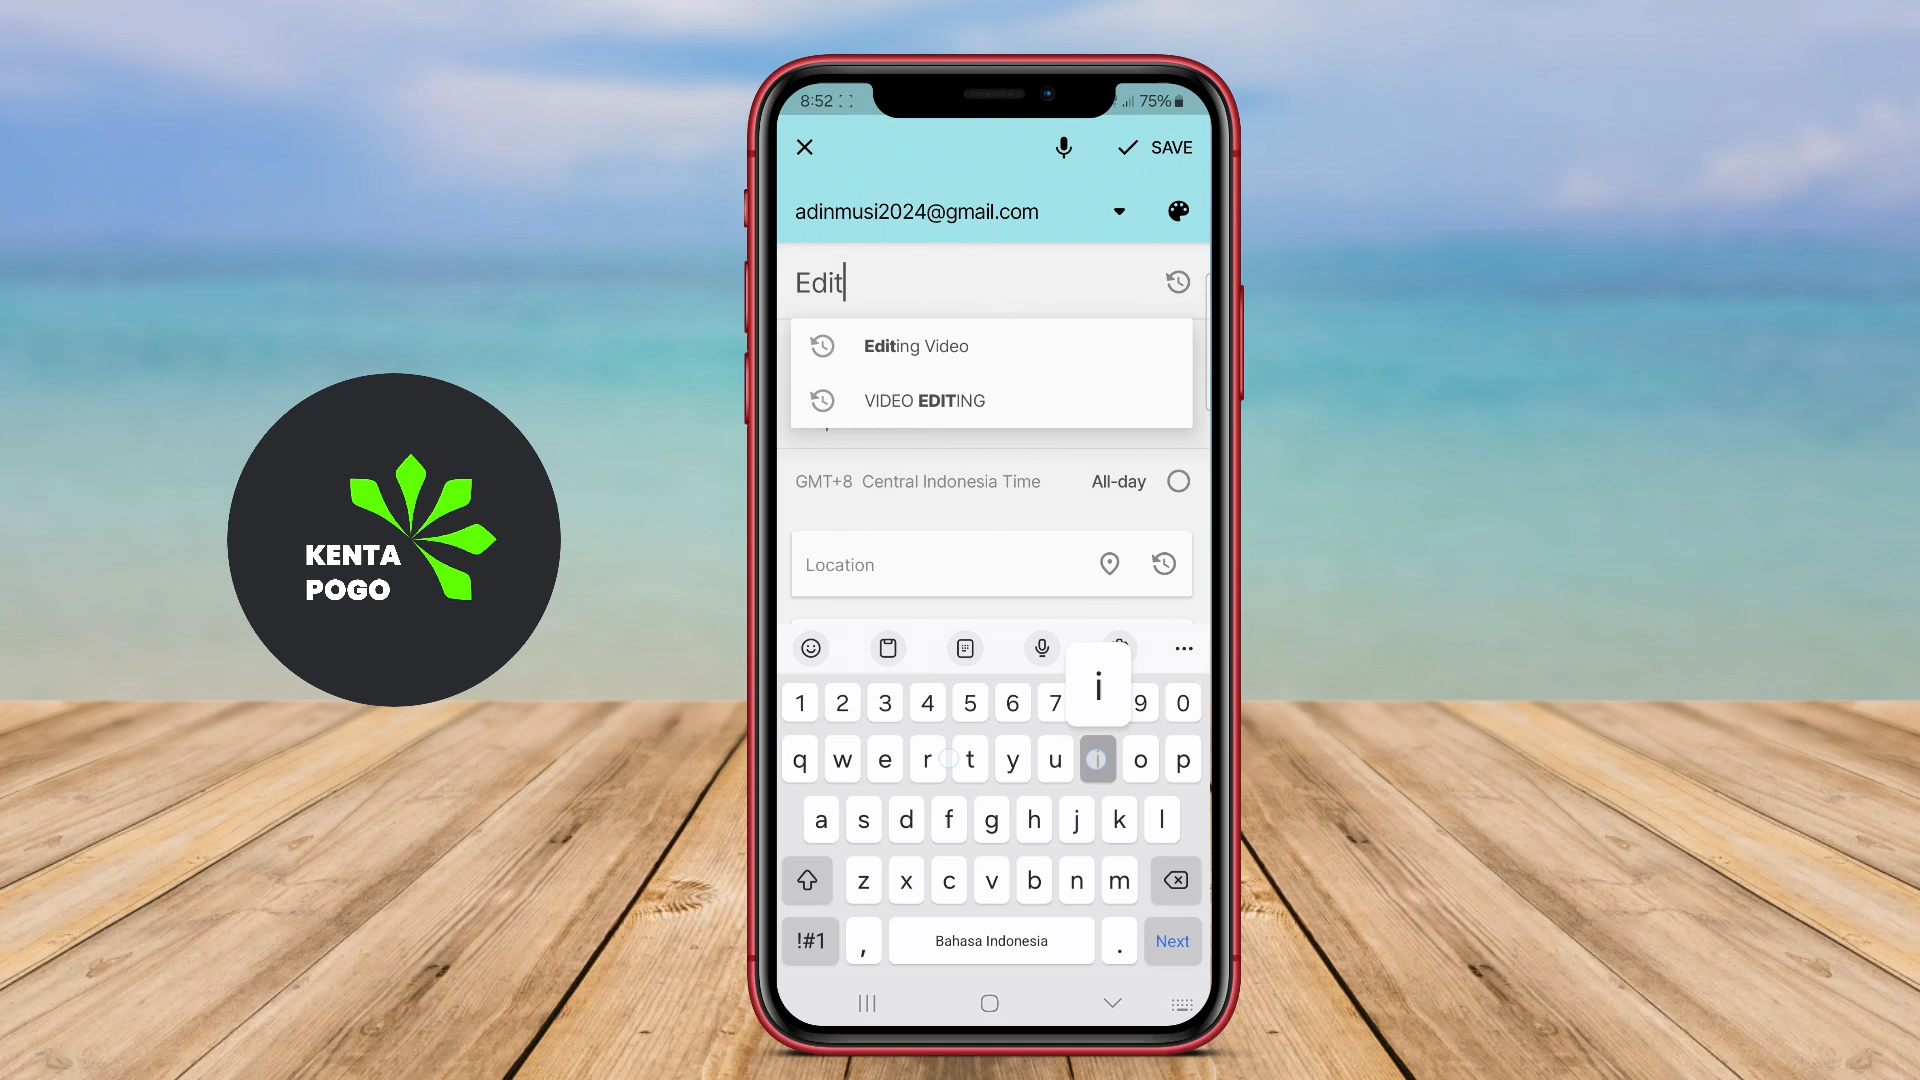 KENTA
POGO
8:52
75%
SAVE
adinmusi2024@gmail.com
Edit
Editing Video
VIDEO EDITING
GMT+8 Central Indonesia Time All-day
Location
i
1 2 3 4 5 6 7 9 0
q w e r t y u i o p
a s d f g h j k l
z x c v b n m
!#1 , Bahasa Indonesia . Next